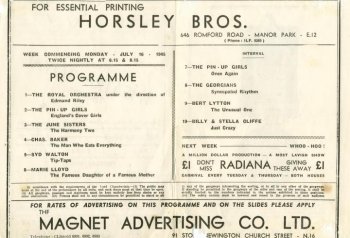 FOR ESSENTIAL PRINTING
HORSLEY BROS.
646 ROMFORD ROAD - MANOR PARK - E.12
WEEK COMMENCING MONDAY - JULY 16 - 1945
TWICE NIGHTLY AT 6.15 & 8.15
PROGRAMME
1—THE ROYAL ORCHESTRA under the direction of
Edmund Riley
2—THE PIN-UP GIRLS
England's Cover Girls
3—THE JUNE SISTERS
The Harmony Two
4—CHAS BAKER
The Man Who Eats Everything
5—SYD WALTON
Tip-Taps
6—MARIE LLOYD
The Famous Daughter of a Famous Mother
INTERVAL
7—THE PIN-UP GIRLS
Once Again
8—THE GEORGIANS
Syncopated Rhythm
9—BERT LYTTON
The Unusual One
10—BILLY & STELLA OLIFFE
Just Crazy
NEXT WEEK WHOO - HOO!
A MILLION DOLLAR PRODUCTION - A MOST LAVISH SHOW
£1 DON'T MISS RADIANA GIVING THESE AWAY £1
CARNIVAL EVERY TUESDAY & THURSDAY - BOTH HOUSES
FOR RATES OF ADVERTISING ON THIS PROGRAMME AND ON THE SLIDES PLEASE APPLY
THE
MAGNET ADVERTISING CO. LTD.
NEWINGTON CHURCH STREET - N.16